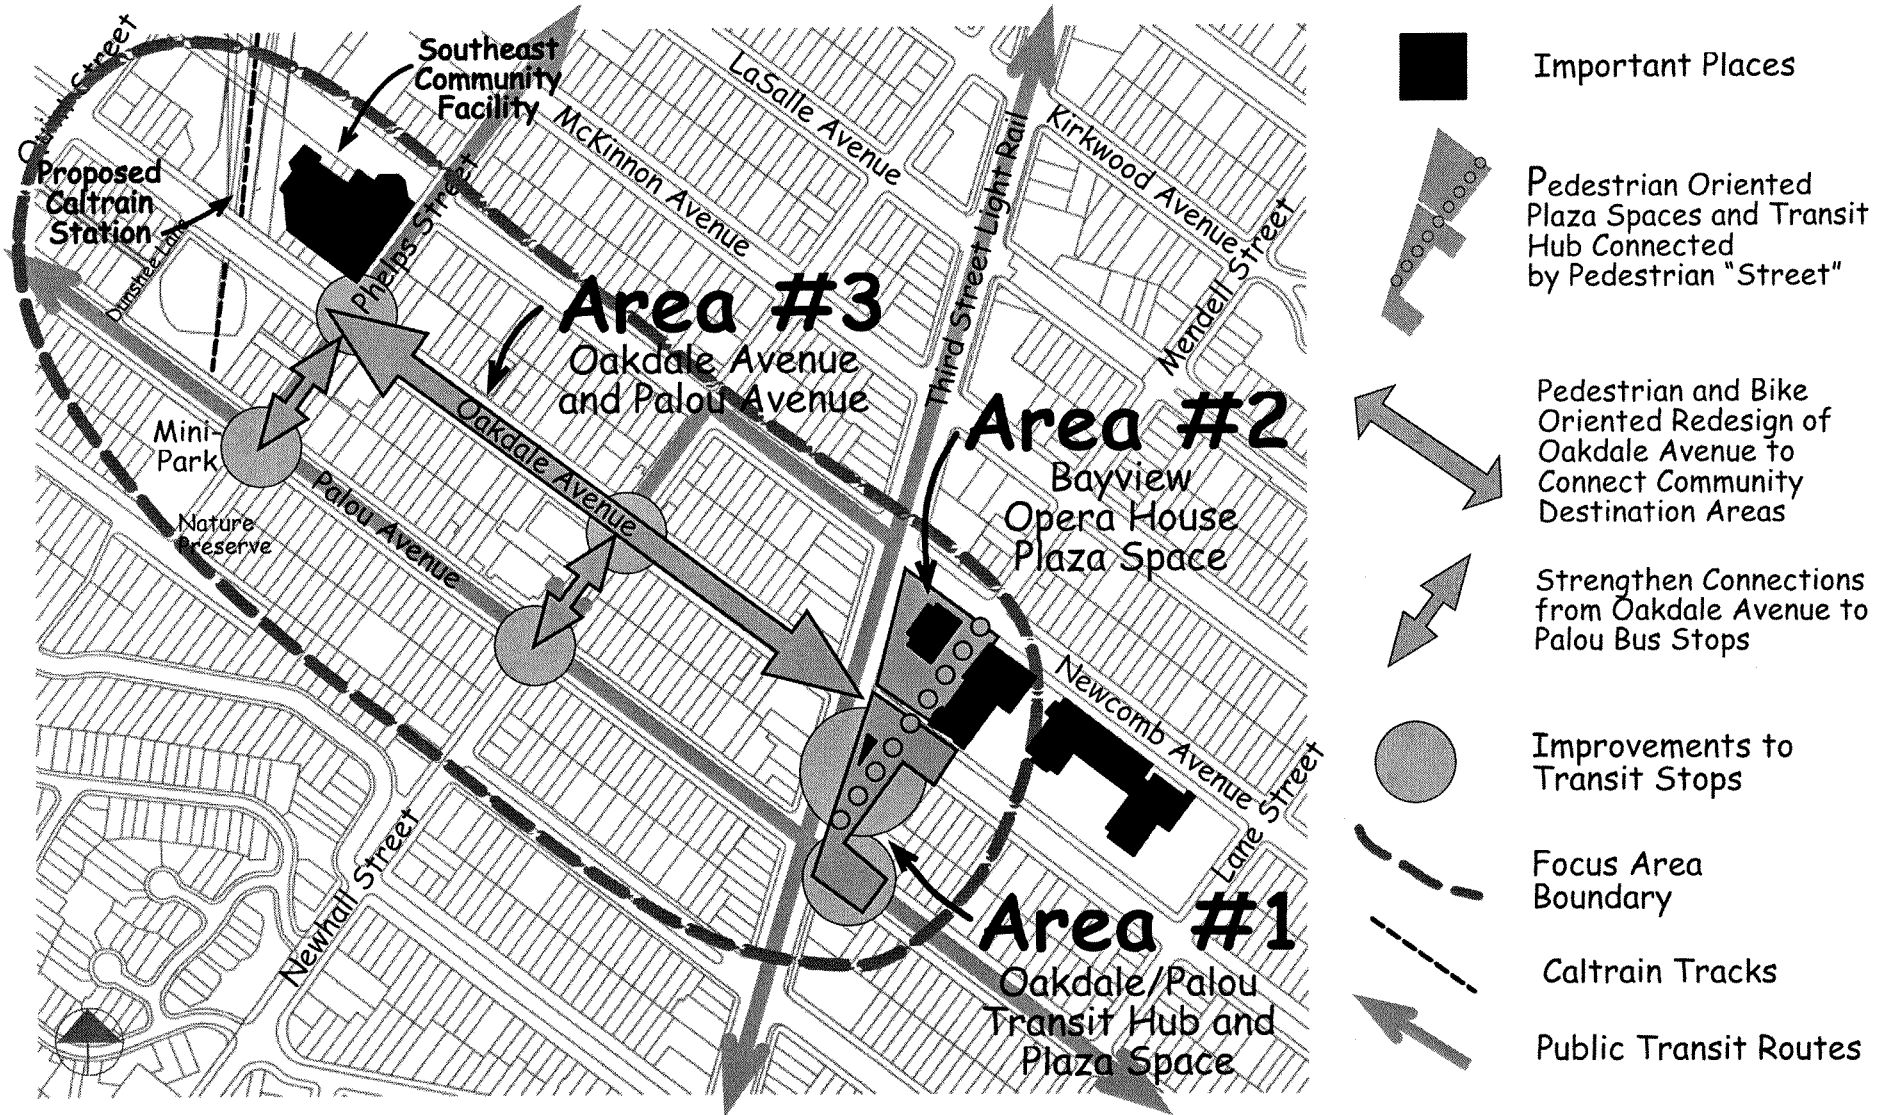 Southeast
Community
Facility
LaSalle Avenue
McKinnon Avenue
Kirkwood Avenue
Third Street Light Rail
Mendell Street
Street
Proposed
Caltrain
Station
Dunshee Lane
Phelps Street
Area #3
Oakdale Avenue
and Palou Avenue
Oakdale Avenue
Area #2
Bayview
Opera House
Plaza Space
Mini-
Park
Palou Avenue
Nature
Preserve
Newcomb Avenue
Lane Street
Newhall Street
Area #1
Oakdale/Palou
Transit Hub and
Plaza Space
Important Places
Pedestrian Oriented
Plaza Spaces and Transit
Hub Connected
by Pedestrian “Street”
Pedestrian and Bike
Oriented Redesign of
Oakdale Avenue to
Connect Community
Destination Areas
Strengthen Connections
from Oakdale Avenue to
Palou Bus Stops
Improvements to
Transit Stops
Focus Area
Boundary
Caltrain Tracks
Public Transit Routes